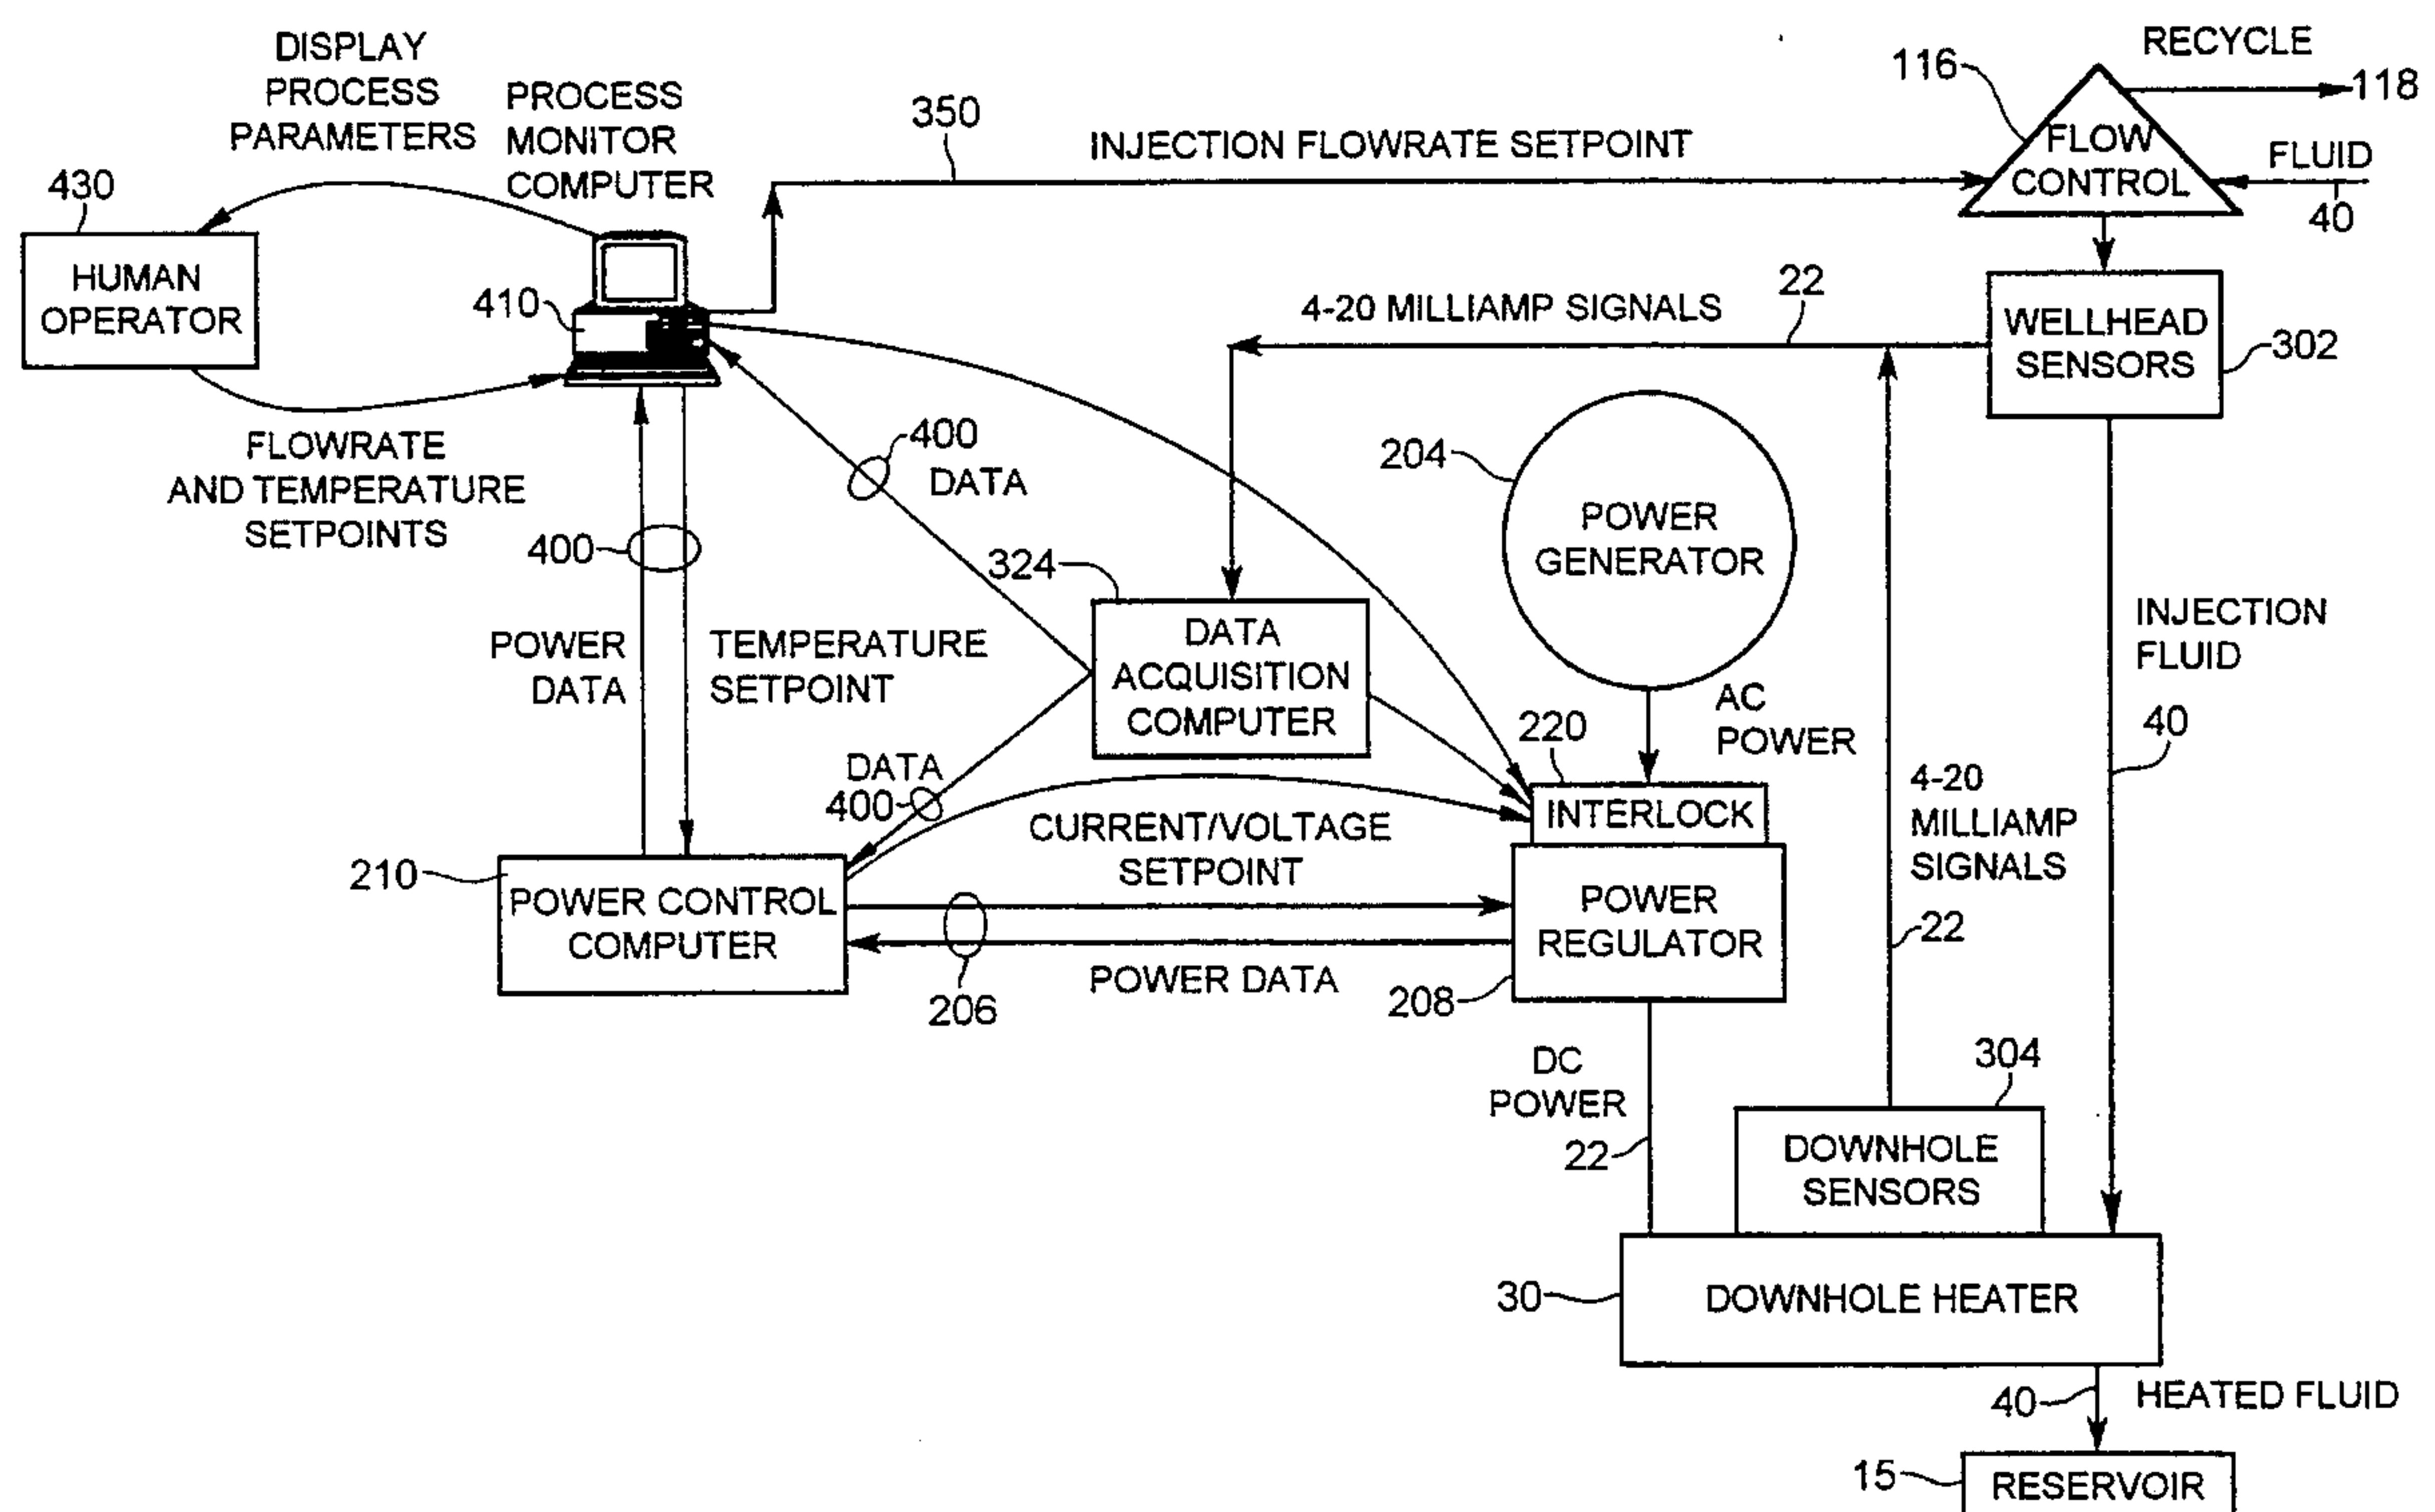 DISPLAY
PROCESS
PARAMETERS
PROCESS
MONITOR
COMPUTER
430
HUMAN
OPERATOR
410
FLOWRATE
AND TEMPERATURE
SETPOINTS
350
INJECTION FLOWRATE SETPOINT
116
RECYCLE
118
FLOW
CONTROL
FLUID
40
22
4-20 MILLIAMP SIGNALS
WELLHEAD
SENSORS
302
400
DATA
204
POWER
GENERATOR
400
324
POWER
DATA
TEMPERATURE
SETPOINT
DATA
ACQUISITION
COMPUTER
INJECTION
FLUID
40
AC
POWER
220
INTERLOCK
DATA
400
CURRENT/VOLTAGE
SETPOINT
4-20
MILLIAMP
SIGNALS
22
210
POWER CONTROL
COMPUTER
206
POWER DATA
POWER
REGULATOR
208
DC
POWER
22
304
DOWNHOLE
SENSORS
30
DOWNHOLE HEATER
40
HEATED FLUID
15
RESERVOIR